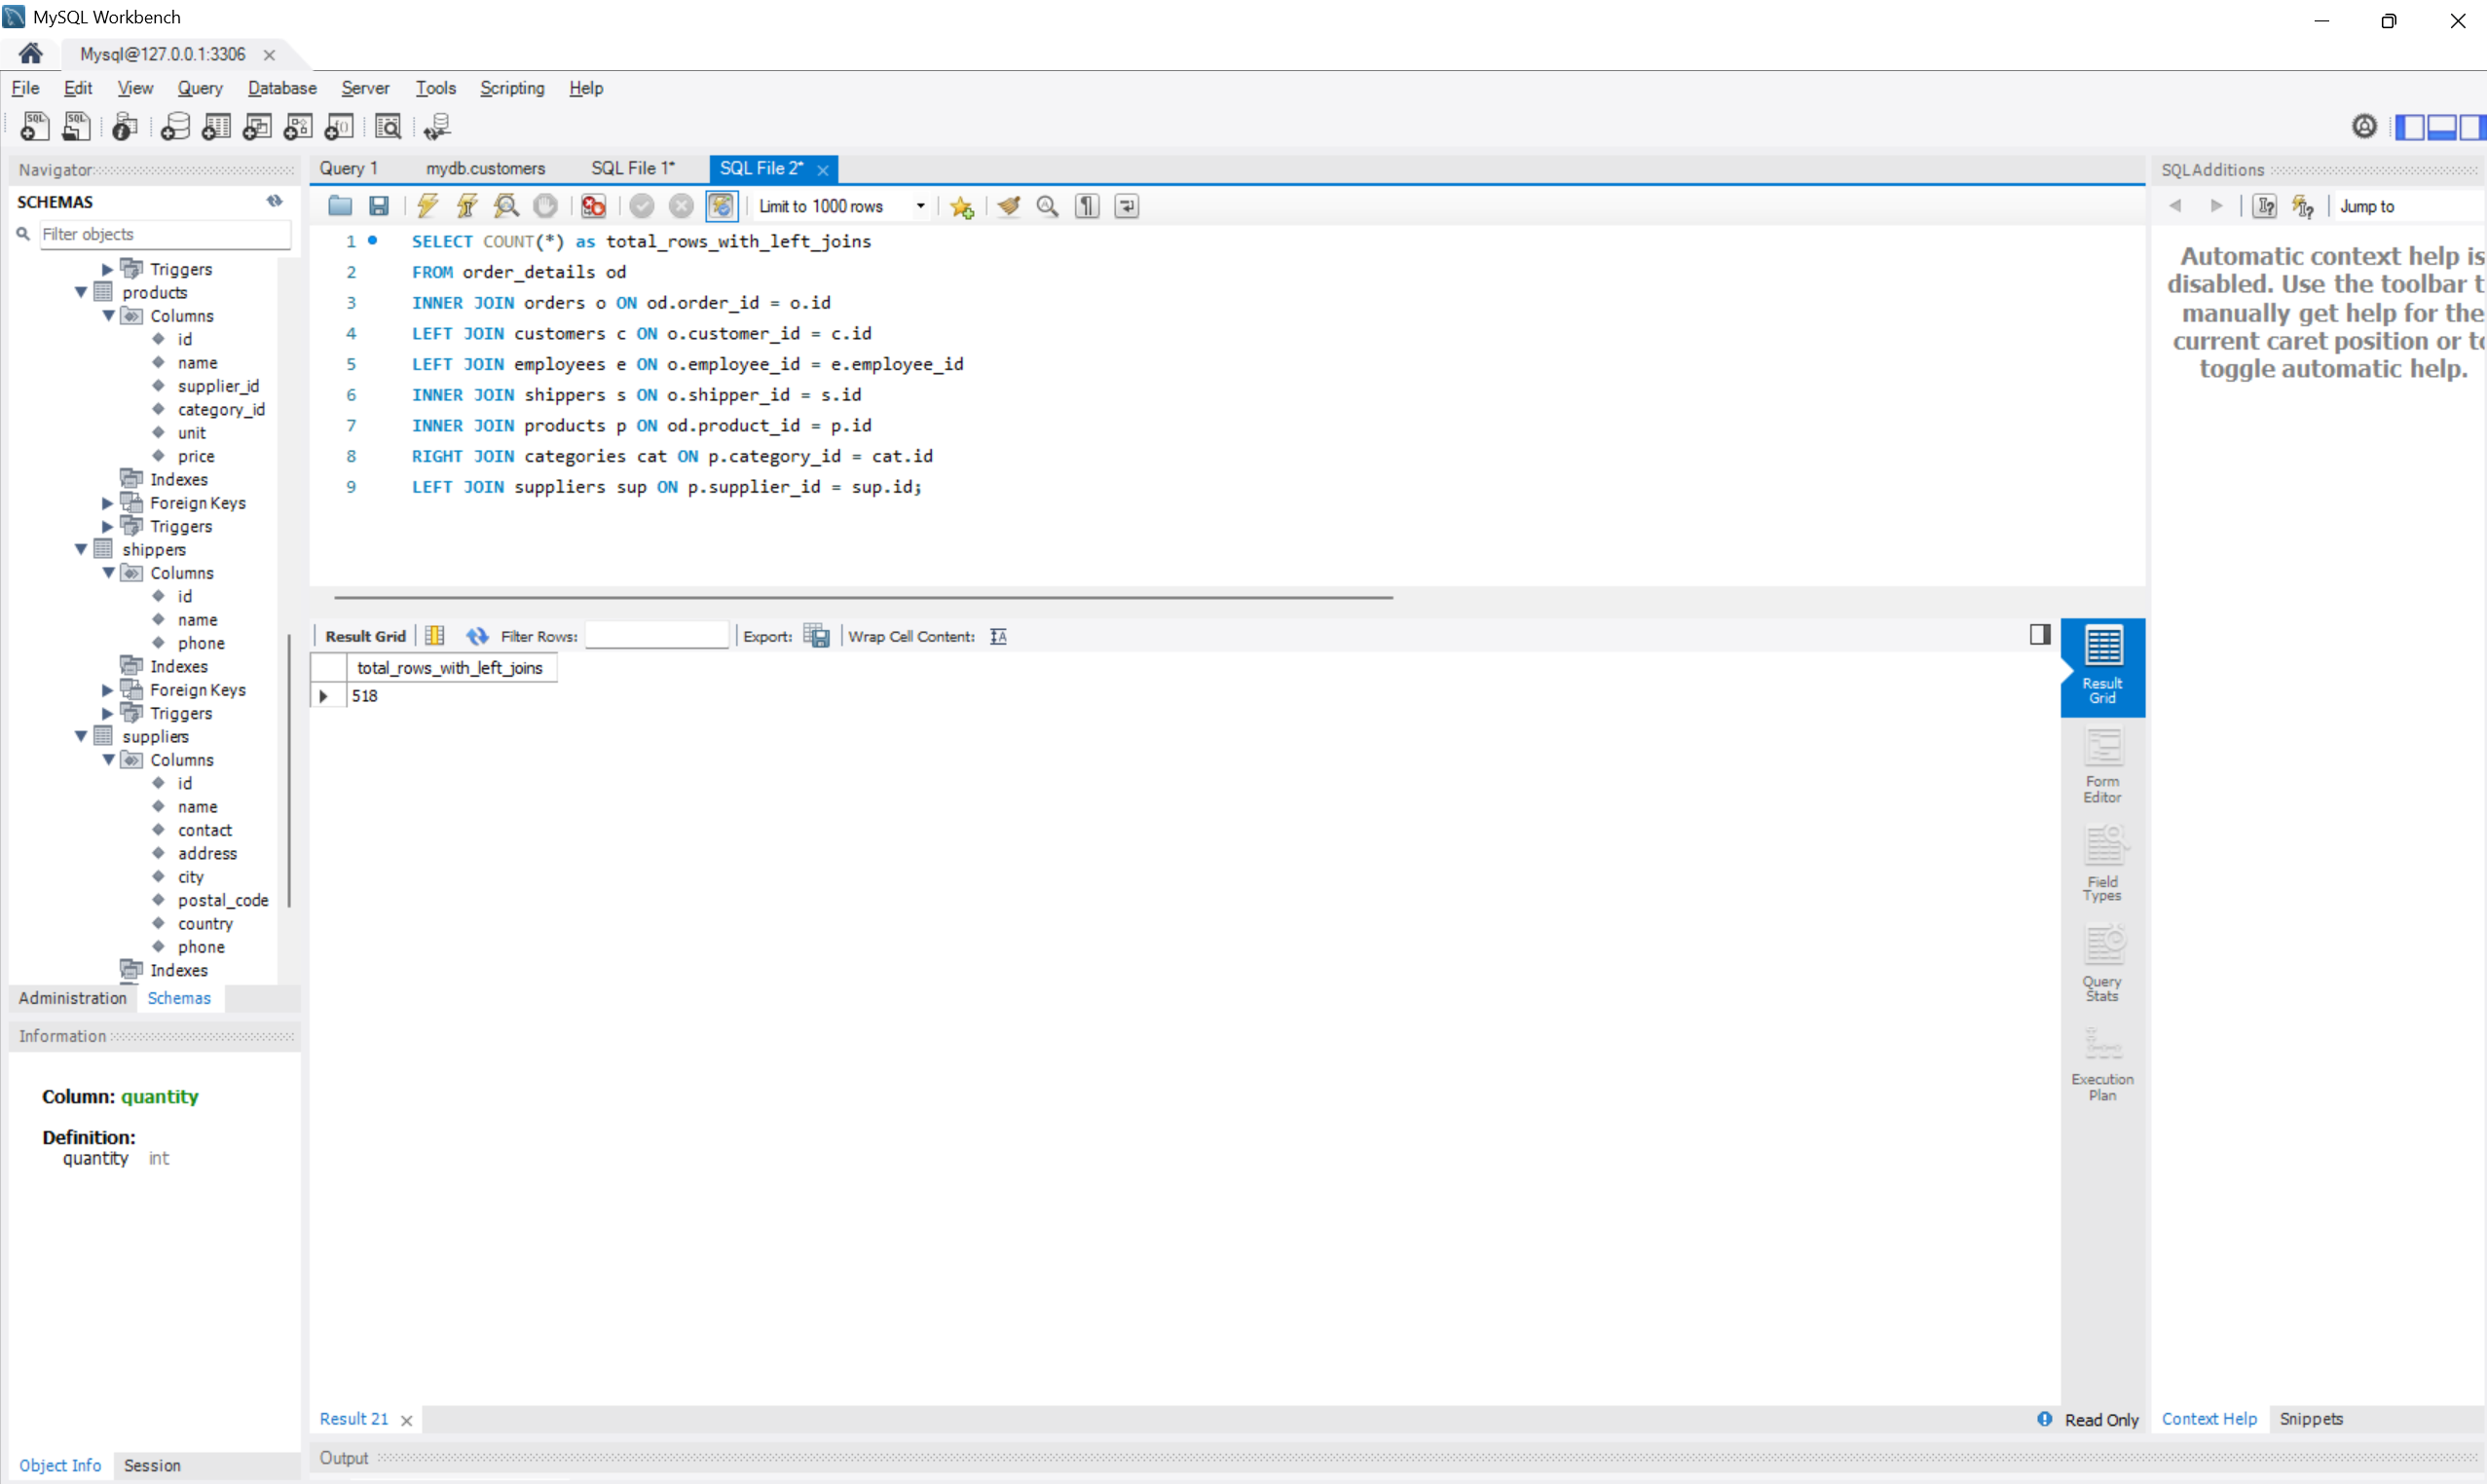 MySQL Workbench
Mysql@127.0.0.1:3306
File Edit View Query Database Server Tools Scripting Help
Navigator
SCHEMAS
Filter objects
Triggers
products
Columns
id
name
supplier_id
category_id
unit
price
Indexes
Foreign Keys
Triggers
shippers
Columns
id
name
phone
Indexes
Foreign Keys
Triggers
suppliers
Columns
id
name
contact
address
city
postal_code
country
phone
Indexes
Administration Schemas
Information
Column: quantity
Definition:
quantity int
Object Info Session
Query 1 mydb.customers SQL File 1* SQL File 2*
Limit to 1000 rows
1 SELECT COUNT(*) as total_rows_with_left_joins
2 FROM order_details od
3 INNER JOIN orders o ON od.order_id = o.id
4 LEFT JOIN customers c ON o.customer_id = c.id
5 LEFT JOIN employees e ON o.employee_id = e.employee_id
6 INNER JOIN shippers s ON o.shipper_id = s.id
7 INNER JOIN products p ON od.product_id = p.id
8 RIGHT JOIN categories cat ON p.category_id = cat.id
9 LEFT JOIN suppliers sup ON p.supplier_id = sup.id;
Result Grid Filter Rows: Export: Wrap Cell Content:
total_rows_with_left_joins
518
Result
Grid
Form
Editor
Field
Types
Query
Stats
Execution
Plan
Result 21
Read Only
Output
SQLAdditions
Jump to
Automatic context help is
disabled. Use the toolbar t
manually get help for the
current caret position or to
toggle automatic help.
Context Help Snippets